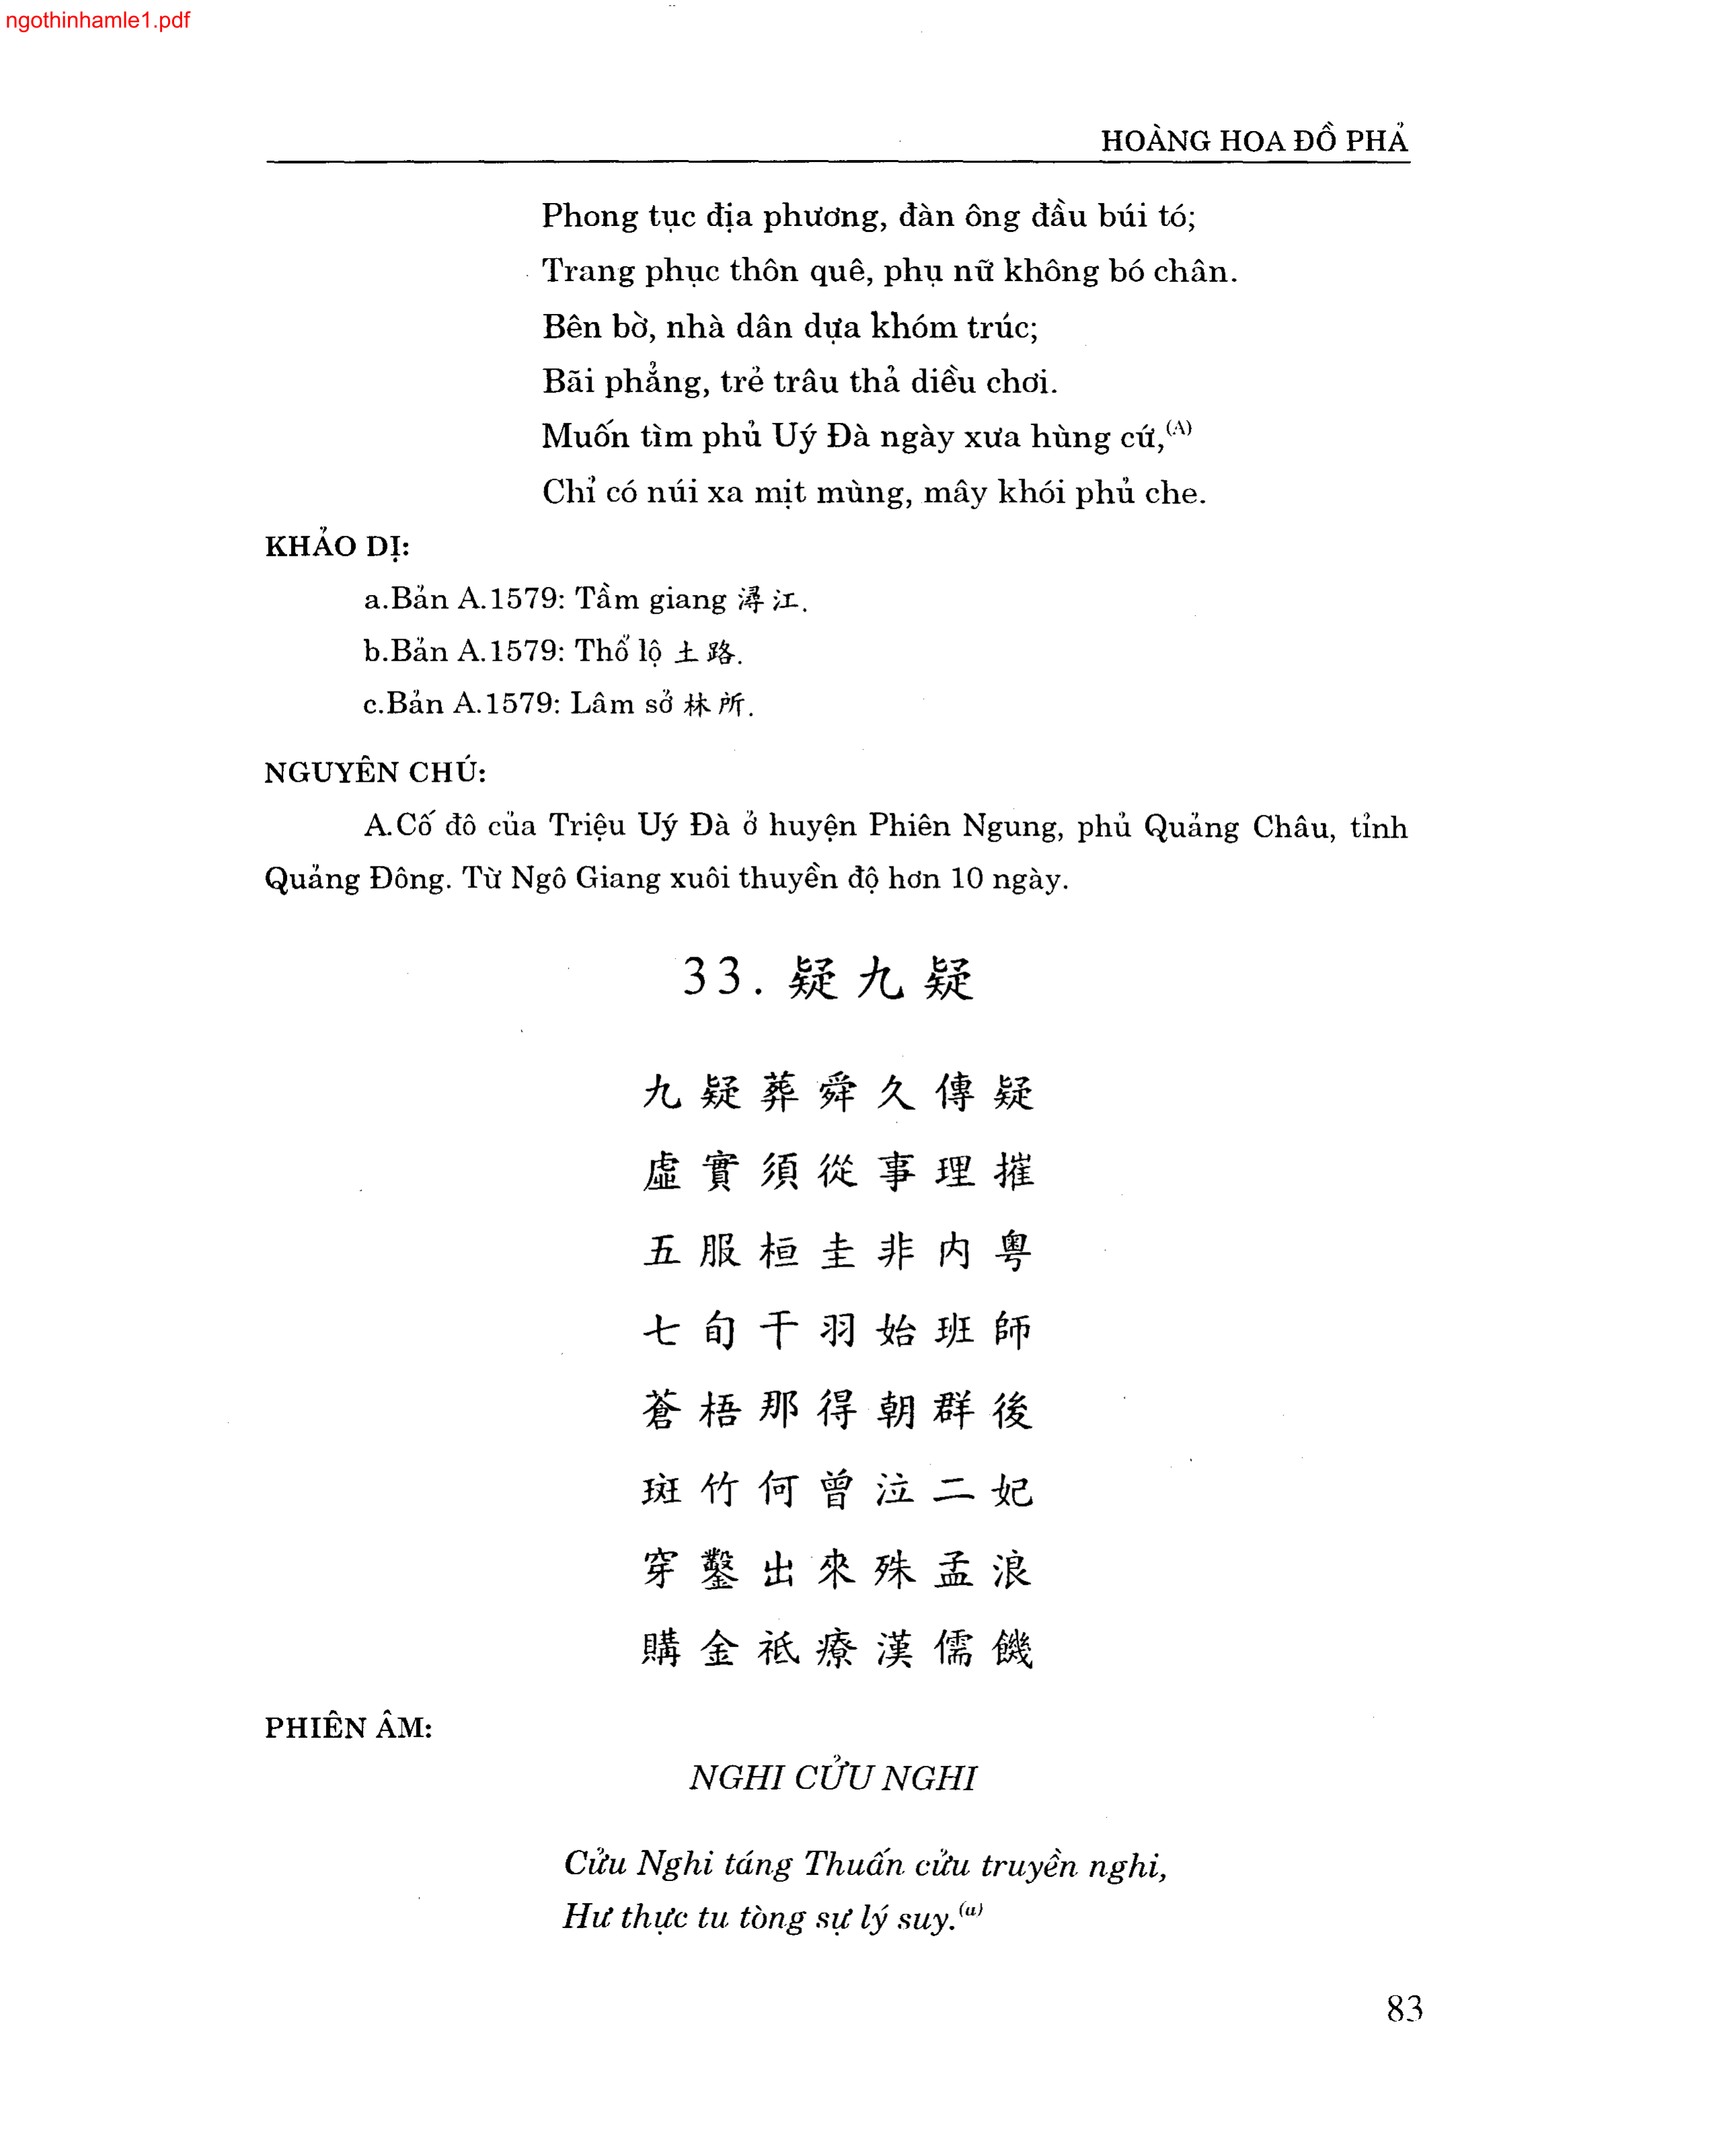 ngothinhamle1.pdf
HOÀNG HOA ĐỒ PHẢ
Phong tục địa phương, đàn ông đầu búi tó;
Trang phục thôn quê, phụ nữ không bó chân.
Bên bờ, nhà dân dựa khóm trúc;
Bãi phẳng, trẻ trâu thả diều chơi.
Muốn tìm phủ Uý Đà ngày xưa hùng cứ,(A)
Chỉ có núi xa mịt mùng, mây khói phủ che.
KHẢO DỊ:
a.Bản A.1579: Tầm giang 潯江.
b.Bản A.1579: Thổ lộ 土路.
c.Bản A.1579: Lâm sở 林所.
NGUYÊN CHÚ:
A.Cố đô của Triệu Uý Đà ở huyện Phiên Ngung, phủ Quảng Châu, tỉnh
Quảng Đông. Từ Ngô Giang xuôi thuyền độ hơn 10 ngày.
33. 疑九疑
九疑葬舜久傳疑
虛實須從事理摧
五服桓圭非内粤
七旬干羽始班師
蒼梧那得朝群後
斑竹何曾泣二妃
穿鑿出來殊孟浪
購金祗療漢儒饑
PHIÊN ÂM:
NGHI CỬU NGHI
Cửu Nghi táng Thuấn cửu truyền nghi,
Hư thực tu tòng sự lý suy.(a)
83